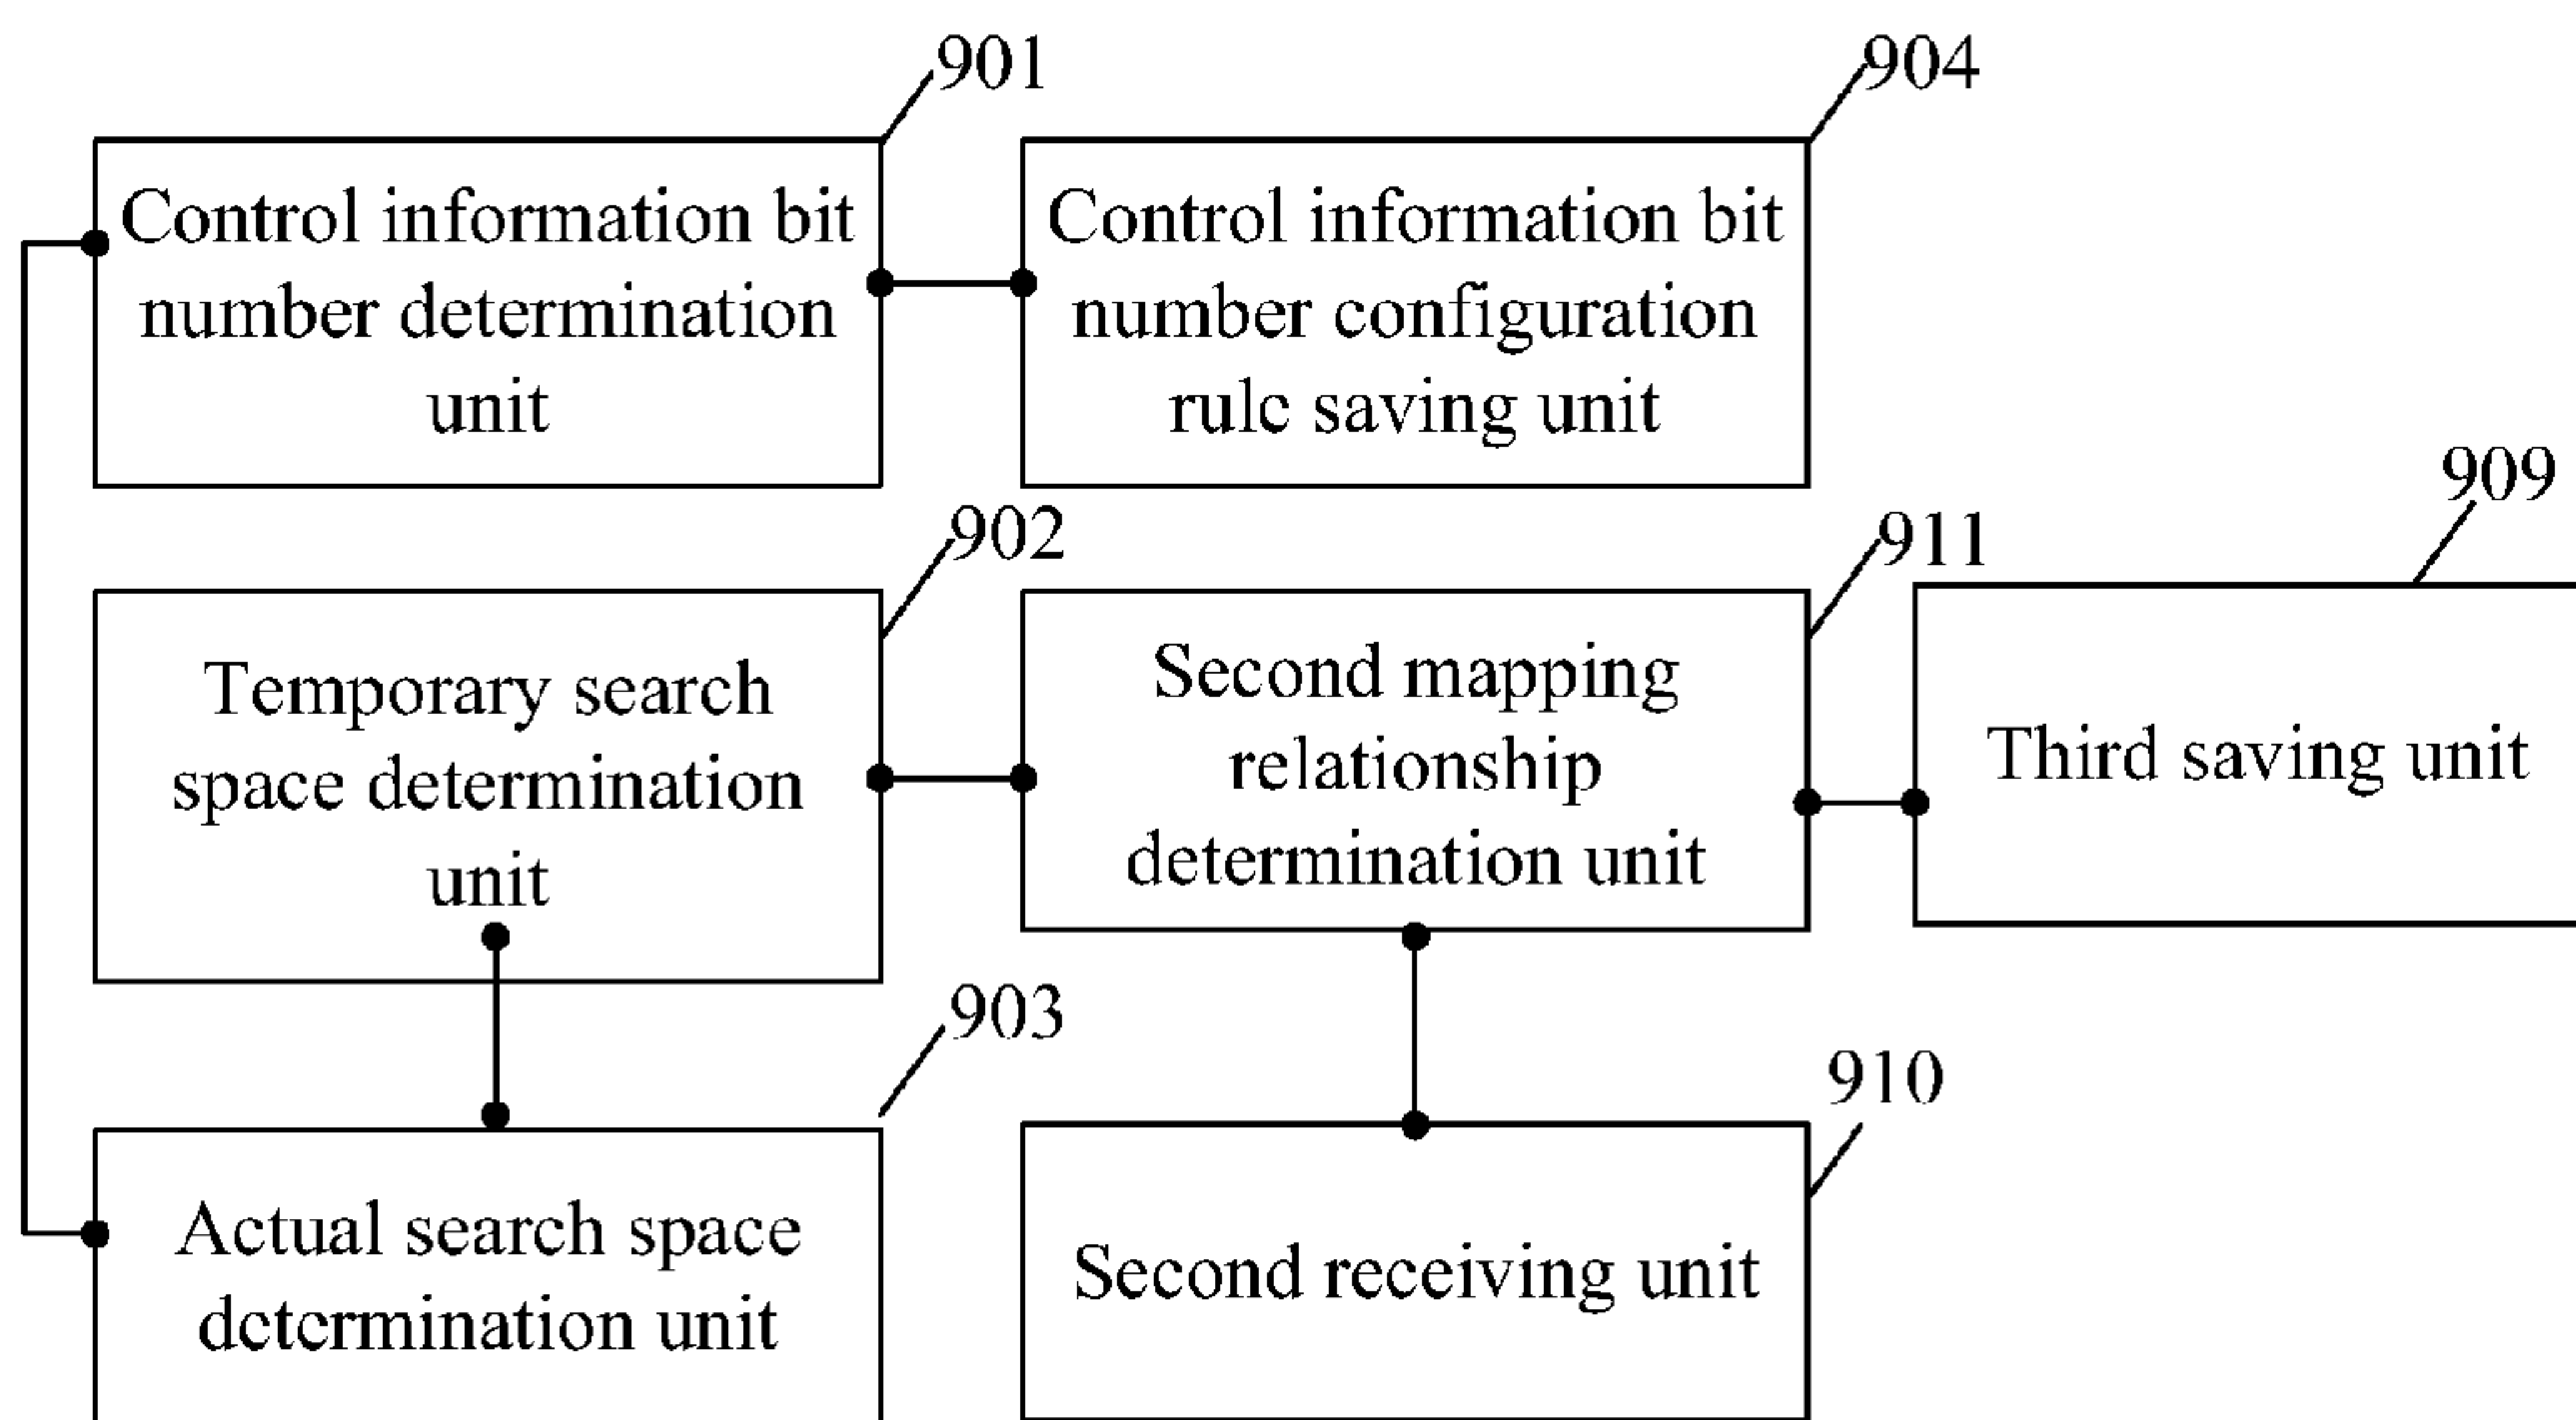 901
904
Control information bit
number determination
unit
Control information bit
number configuration
rule saving unit
909
902
911
Temporary search
space determination
unit
Second mapping
relationship
determination unit
Third saving unit
903
910
Actual search space
determination unit
Second receiving unit